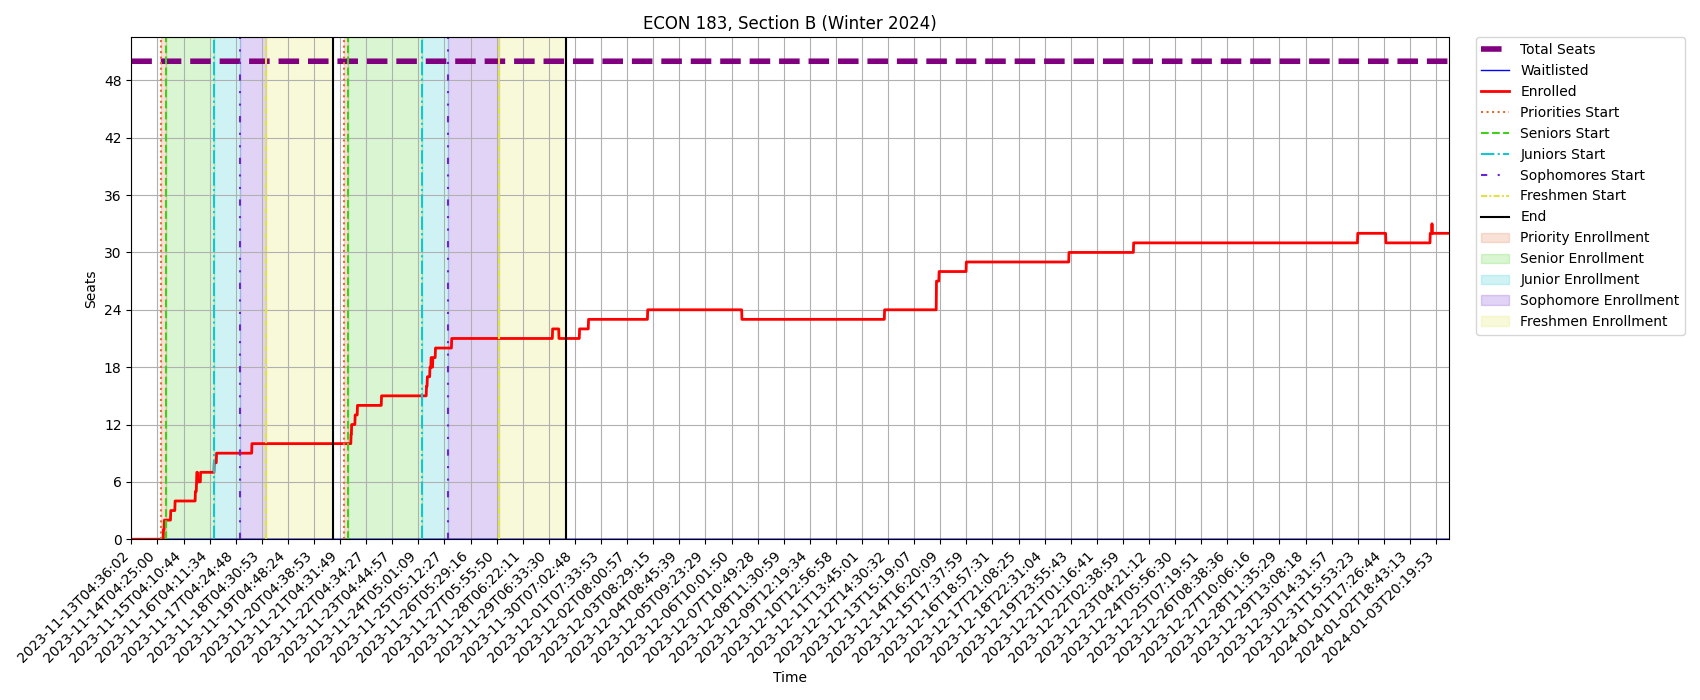 ECON 183, Section B (Winter 2024)
Total Seats
Waitlisted
Enrolled
Priorities Start
Seniors Start
Juniors Start
Sophomores Start
Freshmen Start
End
Priority Enrollment
Senior Enrollment
Junior Enrollment
Sophomore Enrollment
Freshmen Enrollment
Seats
48
42
36
30
24
18
12
6
0
2023-11-13T04:36:02
2023-11-14T04:25:00
2023-11-15T04:10:44
2023-11-16T04:11:34
2023-11-17T04:24:48
2023-11-18T04:30:53
2023-11-19T04:48:24
2023-11-20T04:38:53
2023-11-21T04:31:49
2023-11-22T04:34:27
2023-11-23T04:44:57
2023-11-24T05:01:09
2023-11-25T05:12:27
2023-11-26T05:29:16
2023-11-27T05:55:50
2023-11-28T06:22:11
2023-11-29T06:33:30
2023-11-30T07:02:48
2023-12-01T07:33:53
2023-12-02T08:00:57
2023-12-03T08:29:15
2023-12-04T08:45:39
2023-12-05T09:23:29
2023-12-06T10:01:50
2023-12-07T10:49:28
2023-12-08T11:30:59
2023-12-09T12:19:34
2023-12-10T12:56:58
2023-12-11T13:45:01
2023-12-12T14:30:32
2023-12-13T15:19:07
2023-12-14T16:20:09
2023-12-15T17:37:59
2023-12-16T18:57:31
2023-12-17T21:08:25
2023-12-18T22:31:04
2023-12-19T23:55:43
2023-12-21T01:16:41
2023-12-22T02:38:59
2023-12-23T04:21:12
2023-12-24T05:56:30
2023-12-25T07:19:51
2023-12-26T08:38:36
2023-12-27T10:06:16
2023-12-28T11:35:29
2023-12-29T13:08:18
2023-12-30T14:31:57
2023-12-31T15:53:23
2024-01-01T17:26:44
2024-01-02T18:43:13
2024-01-03T20:19:53
Time